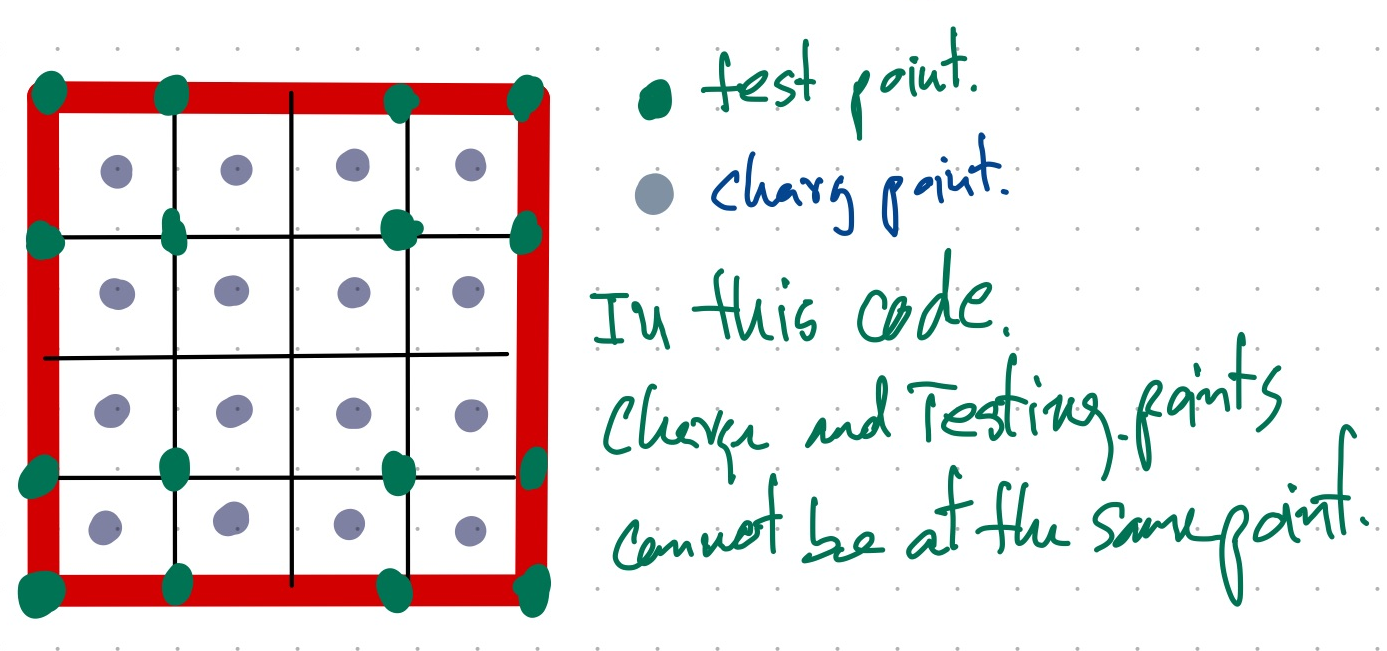 test point.
charg point.
In this code.
Charge and Testing points
cannot be at the same point.